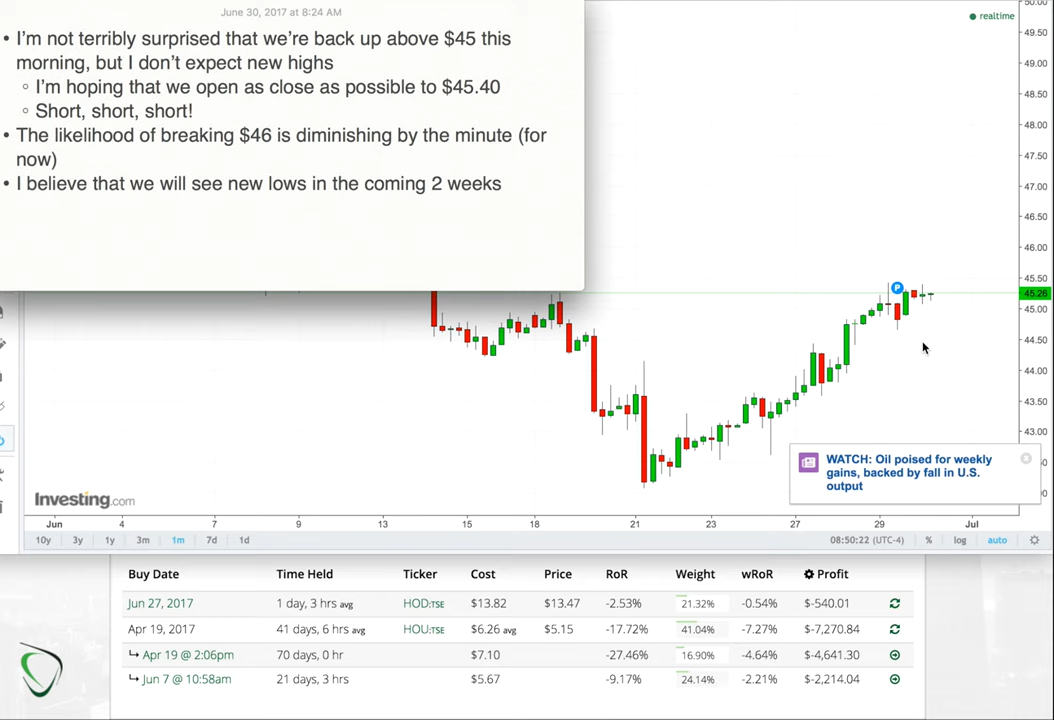 June 30, 2017 at 8:24 AM
• I'm not terribly surprised that we're back up above $45 this
morning, but I don't expect new highs
◦ I'm hoping that we open as close as possible to $45.40
◦ Short, short, short!
• The likelihood of breaking $46 is diminishing by the minute (for
now)
• I believe that we will see new lows in the coming 2 weeks
realtime
50.00
49.50
49.00
48.50
48.00
47.50
47.00
46.50
46.00
45.50
45.26
45.00
44.50
44.00
43.50
43.00
P
WATCH: Oil poised for weekly
gains, backed by fall in U.S.
output
Investing.com
Jun 4 7 9 13 15 18 21 23 27 29 Jul
10y 3y 1y 3m 1m 7d 1d 08:50:22 (UTC-4) % log auto
Buy Date Time Held Ticker Cost Price RoR Weight wRoR Profit
Jun 27, 2017 1 day, 3 hrs avg HOD:TSE $13.82 $13.47 -2.53% 21.32% -0.54% $-540.01
Apr 19, 2017 41 days, 6 hrs avg HOU:TSE $6.26 avg $5.15 -17.72% 41.04% -7.27% $-7,270.84
↳ Apr 19 @ 2:06pm 70 days, 0 hr $7.10 -27.46% 16.90% -4.64% $-4,641.30
↳ Jun 7 @ 10:58am 21 days, 3 hrs $5.67 -9.17% 24.14% -2.21% $-2,214.04